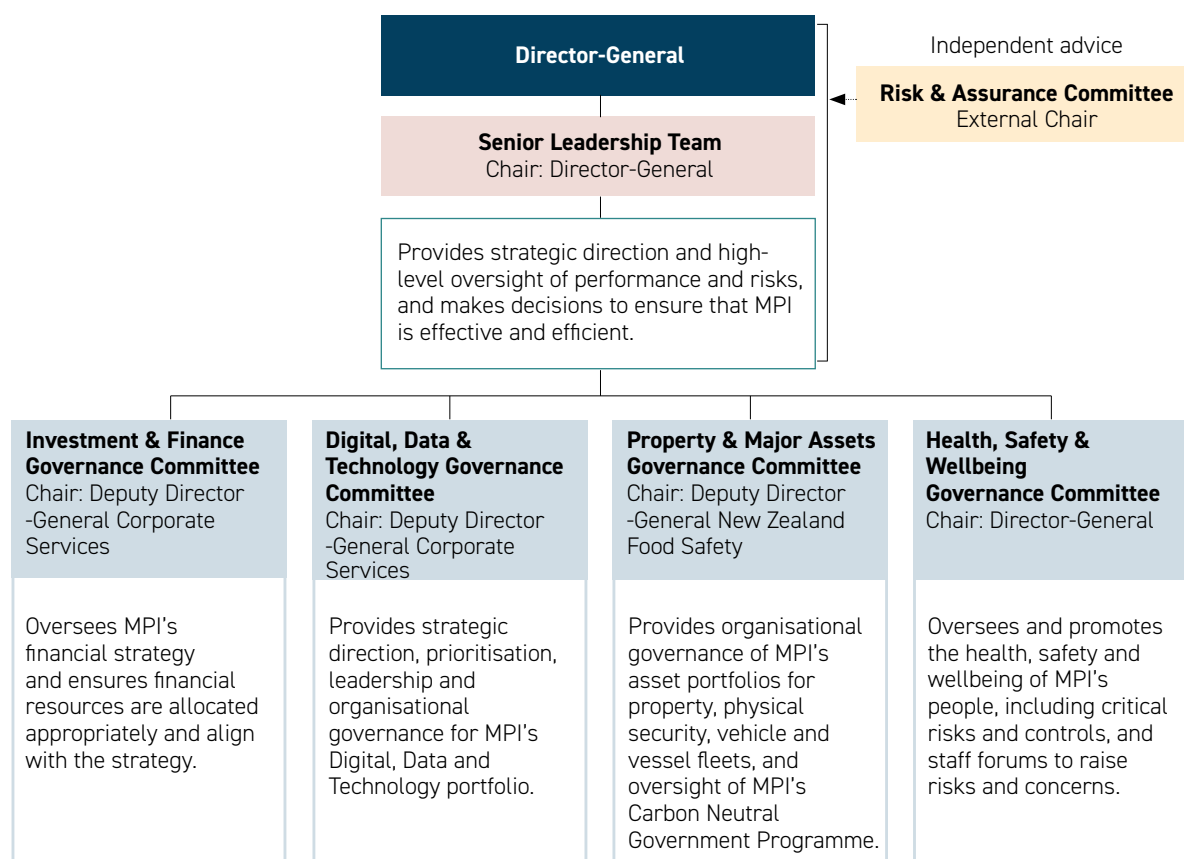 Director-General
Independent advice
Risk & Assurance Committee
External Chair
Senior Leadership Team
Chair: Director-General
Provides strategic direction and high-
level oversight of performance and risks,
and makes decisions to ensure that MPI
is effective and efficient.
Investment & Finance
Governance Committee
Chair: Deputy Director
-General Corporate
Services
Oversees MPI's
financial strategy
and ensures financial
resources are allocated
appropriately and align
with the strategy.
Digital, Data &
Technology Governance
Committee
Chair: Deputy Director
-General Corporate
Services
Provides strategic
direction, prioritisation,
leadership and
organisational
governance for MPI's
Digital, Data and
Technology portfolio.
Property & Major Assets
Governance Committee
Chair: Deputy Director
-General New Zealand
Food Safety
Provides organisational
governance of MPI's
asset portfolios for
property, physical
security, vehicle and
vessel fleets, and
oversight of MPI's
Carbon Neutral
Government Programme.
Health, Safety &
Wellbeing
Governance Committee
Chair: Director-General
Oversees and promotes
the health, safety and
wellbeing of MPI's
people, including critical
risks and controls, and
staff forums to raise
risks and concerns.